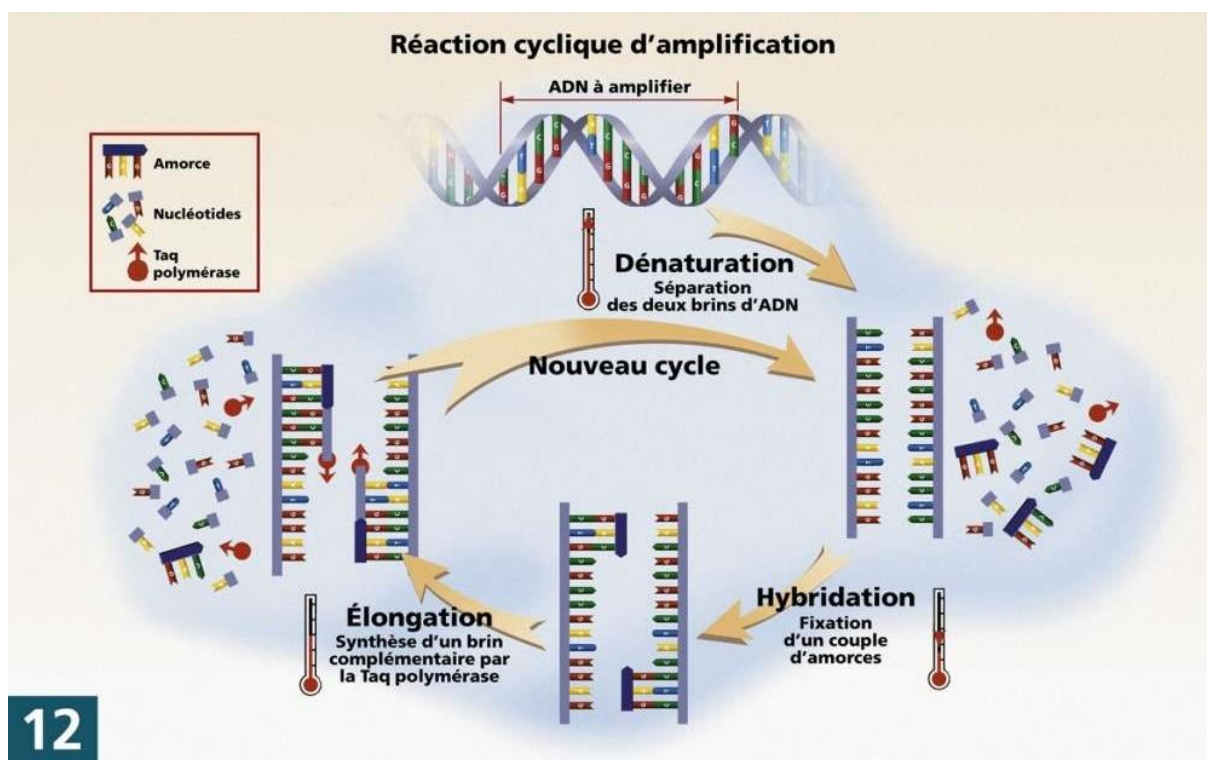 Réaction cyclique d'amplification
ADN à amplifier
Amorce
Nucléotides
Taq
polymérase
Dénaturation
Séparation
des deux brins d'ADN
Nouveau cycle
Hybridation
Fixation
d'un couple
d'amorces
Élongation
Synthèse d'un brin
complémentaire par
la Taq polymérase
12